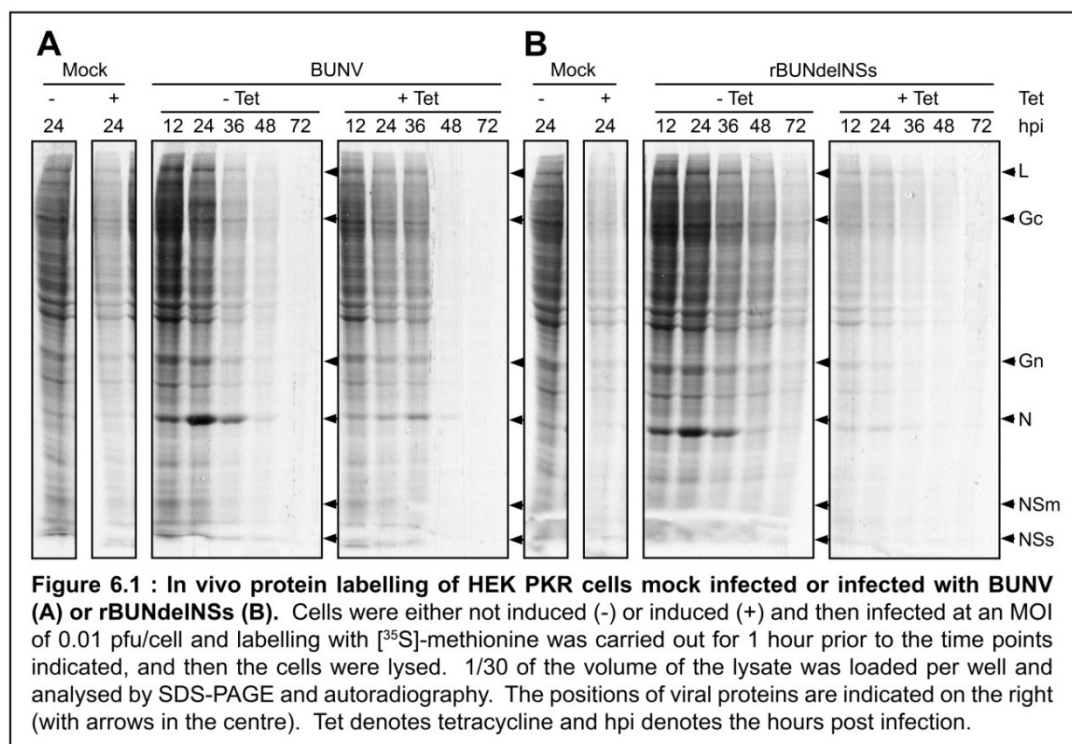 A B
Mock BUNV Mock rBUNdelNSs
- + - Tet + Tet - + - Tet + Tet Tet
24 24 12 24 36 48 72 12 24 36 48 72 24 24 12 24 36 48 72 12 24 36 48 72 hpi
L
Gc
Gn
N
NSm
NSs
Figure 6.1 : In vivo protein labelling of HEK PKR cells mock infected or infected with BUNV
(A) or rBUNdelNSs (B). Cells were either not induced (-) or induced (+) and then infected at an MOI
of 0.01 pfu/cell and labelling with [³⁵S]-methionine was carried out for 1 hour prior to the time points
indicated, and then the cells were lysed. 1/30 of the volume of the lysate was loaded per well and
analysed by SDS-PAGE and autoradiography. The positions of viral proteins are indicated on the right
(with arrows in the centre). Tet denotes tetracycline and hpi denotes the hours post infection.